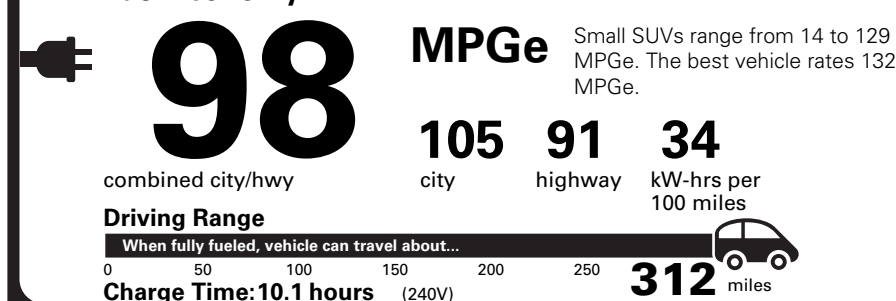 98
MPGe
Small SUVs range from 14 to 129
MPGe. The best vehicle rates 132
MPGe.
combined city/hwy
105
city
91
highway
34
kW-hrs per
100 miles
Driving Range
When fully fueled, vehicle can travel about...
0 50 100 150 200 250 312 miles
Charge Time: 10.1 hours (240V)